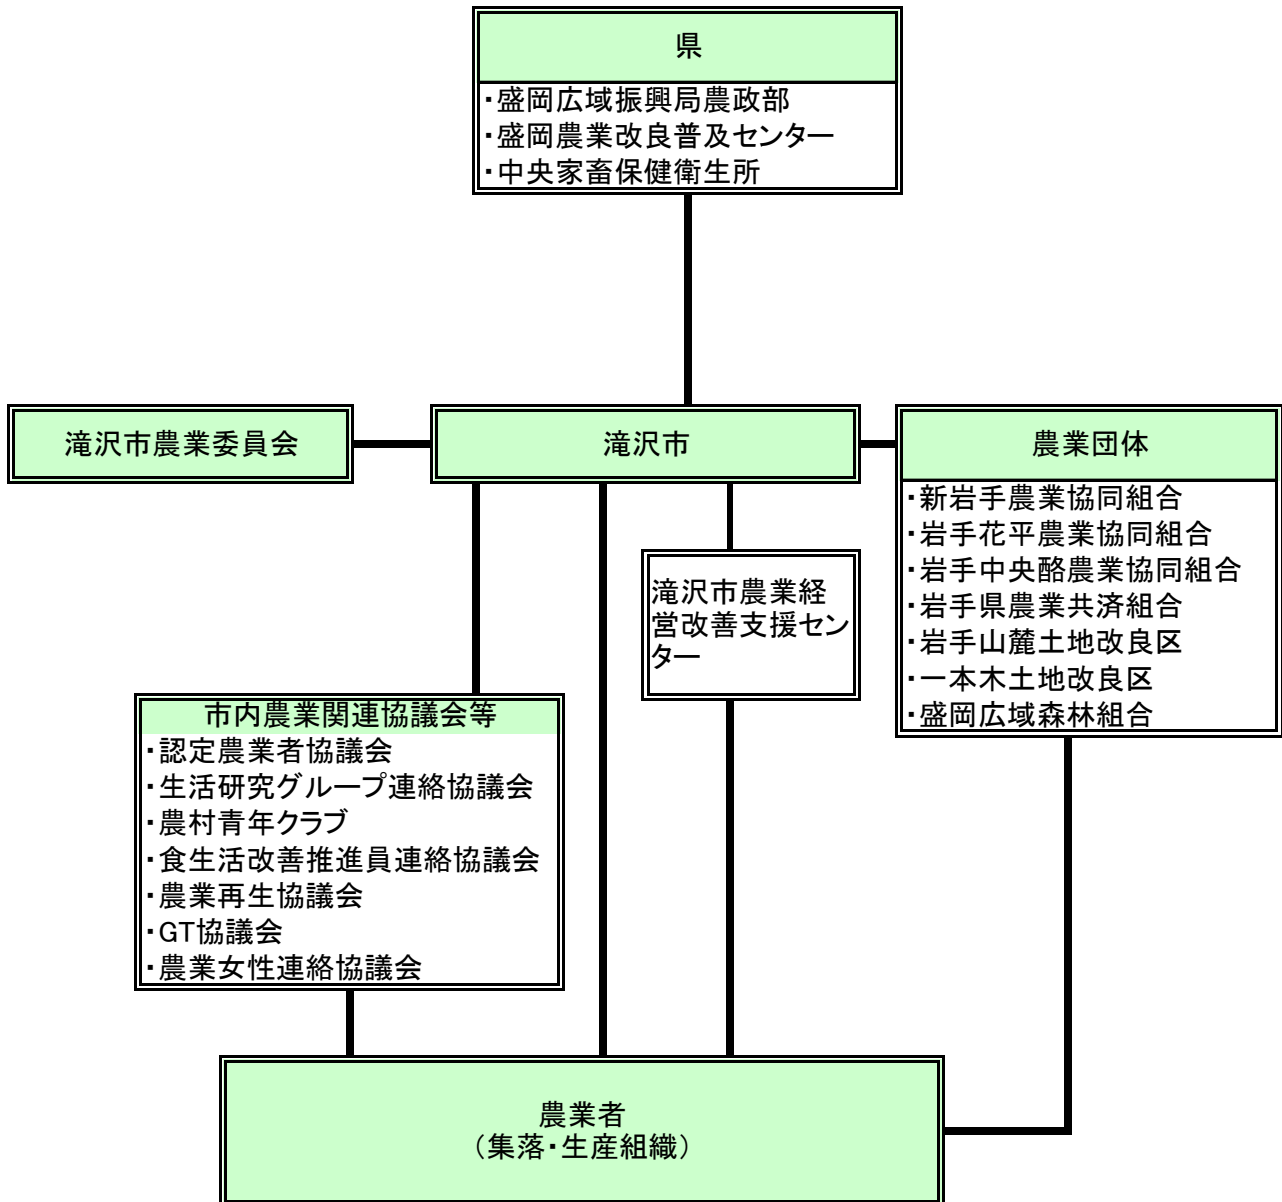 県
・盛岡広域振興局農政部
・盛岡農業改良普及センター
・中央家畜保健衛生所
滝沢市農業委員会
滝沢市
農業団体
・新岩手農業協同組合
・岩手花平農業協同組合
・岩手中央酪農業協同組合
・岩手県農業共済組合
・岩手山麓土地改良区
・一本木土地改良区
・盛岡広域森林組合
滝沢市農業経
営改善支援セン
ター
市内農業関連協議会等
・認定農業者協議会
・生活研究グループ連絡協議会
・農村青年クラブ
・食生活改善推進員連絡協議会
・農業再生協議会
・GT協議会
・農業女性連絡協議会
農業者
（集落・生産組織）